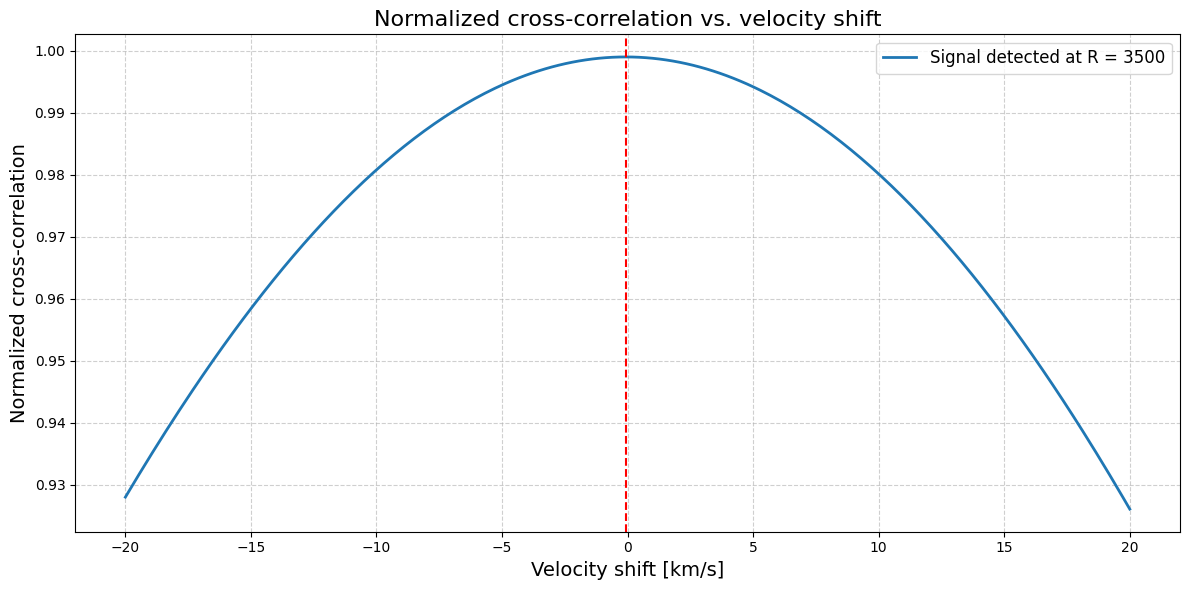 Normalized cross-correlation vs. velocity shift
Signal detected at R = 3500
Normalized cross-correlation
1.00
0.99
0.98
0.97
0.96
0.95
0.94
0.93
−20 −15 −10 −5 0 5 10 15 20
Velocity shift [km/s]